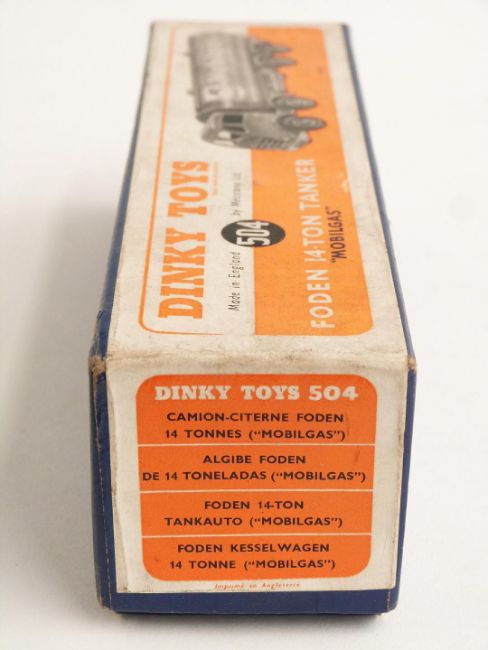 DINKY TOYS
Made in England
504
by Meccano Ltd.
FODEN 14-TON TANKER
"MOBILGAS"
DINKY TOYS 504
CAMION-CITERNE FODEN
14 TONNES ("MOBILGAS")
ALGIBE FODEN
DE 14 TONELADAS ("MOBILGAS")
FODEN 14-TON
TANKAUTO ("MOBILGAS")
FODEN KESSELWAGEN
14 TONNE ("MOBILGAS")
Imprimé en Angleterre